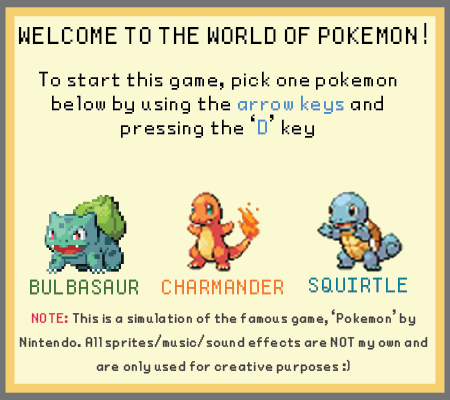 WELCOME TO THE WORLD OF POKEMON!
To start this game, pick one pokemon
below by using the arrow keys and
pressing the 'D' key
BULBASAUR CHARMANDER SQUIRTLE
NOTE: This is a simulation of the famous game, 'Pokemon' by
Nintendo. All sprites/music/sound effects are NOT my own and
are only used for creative purposes :)